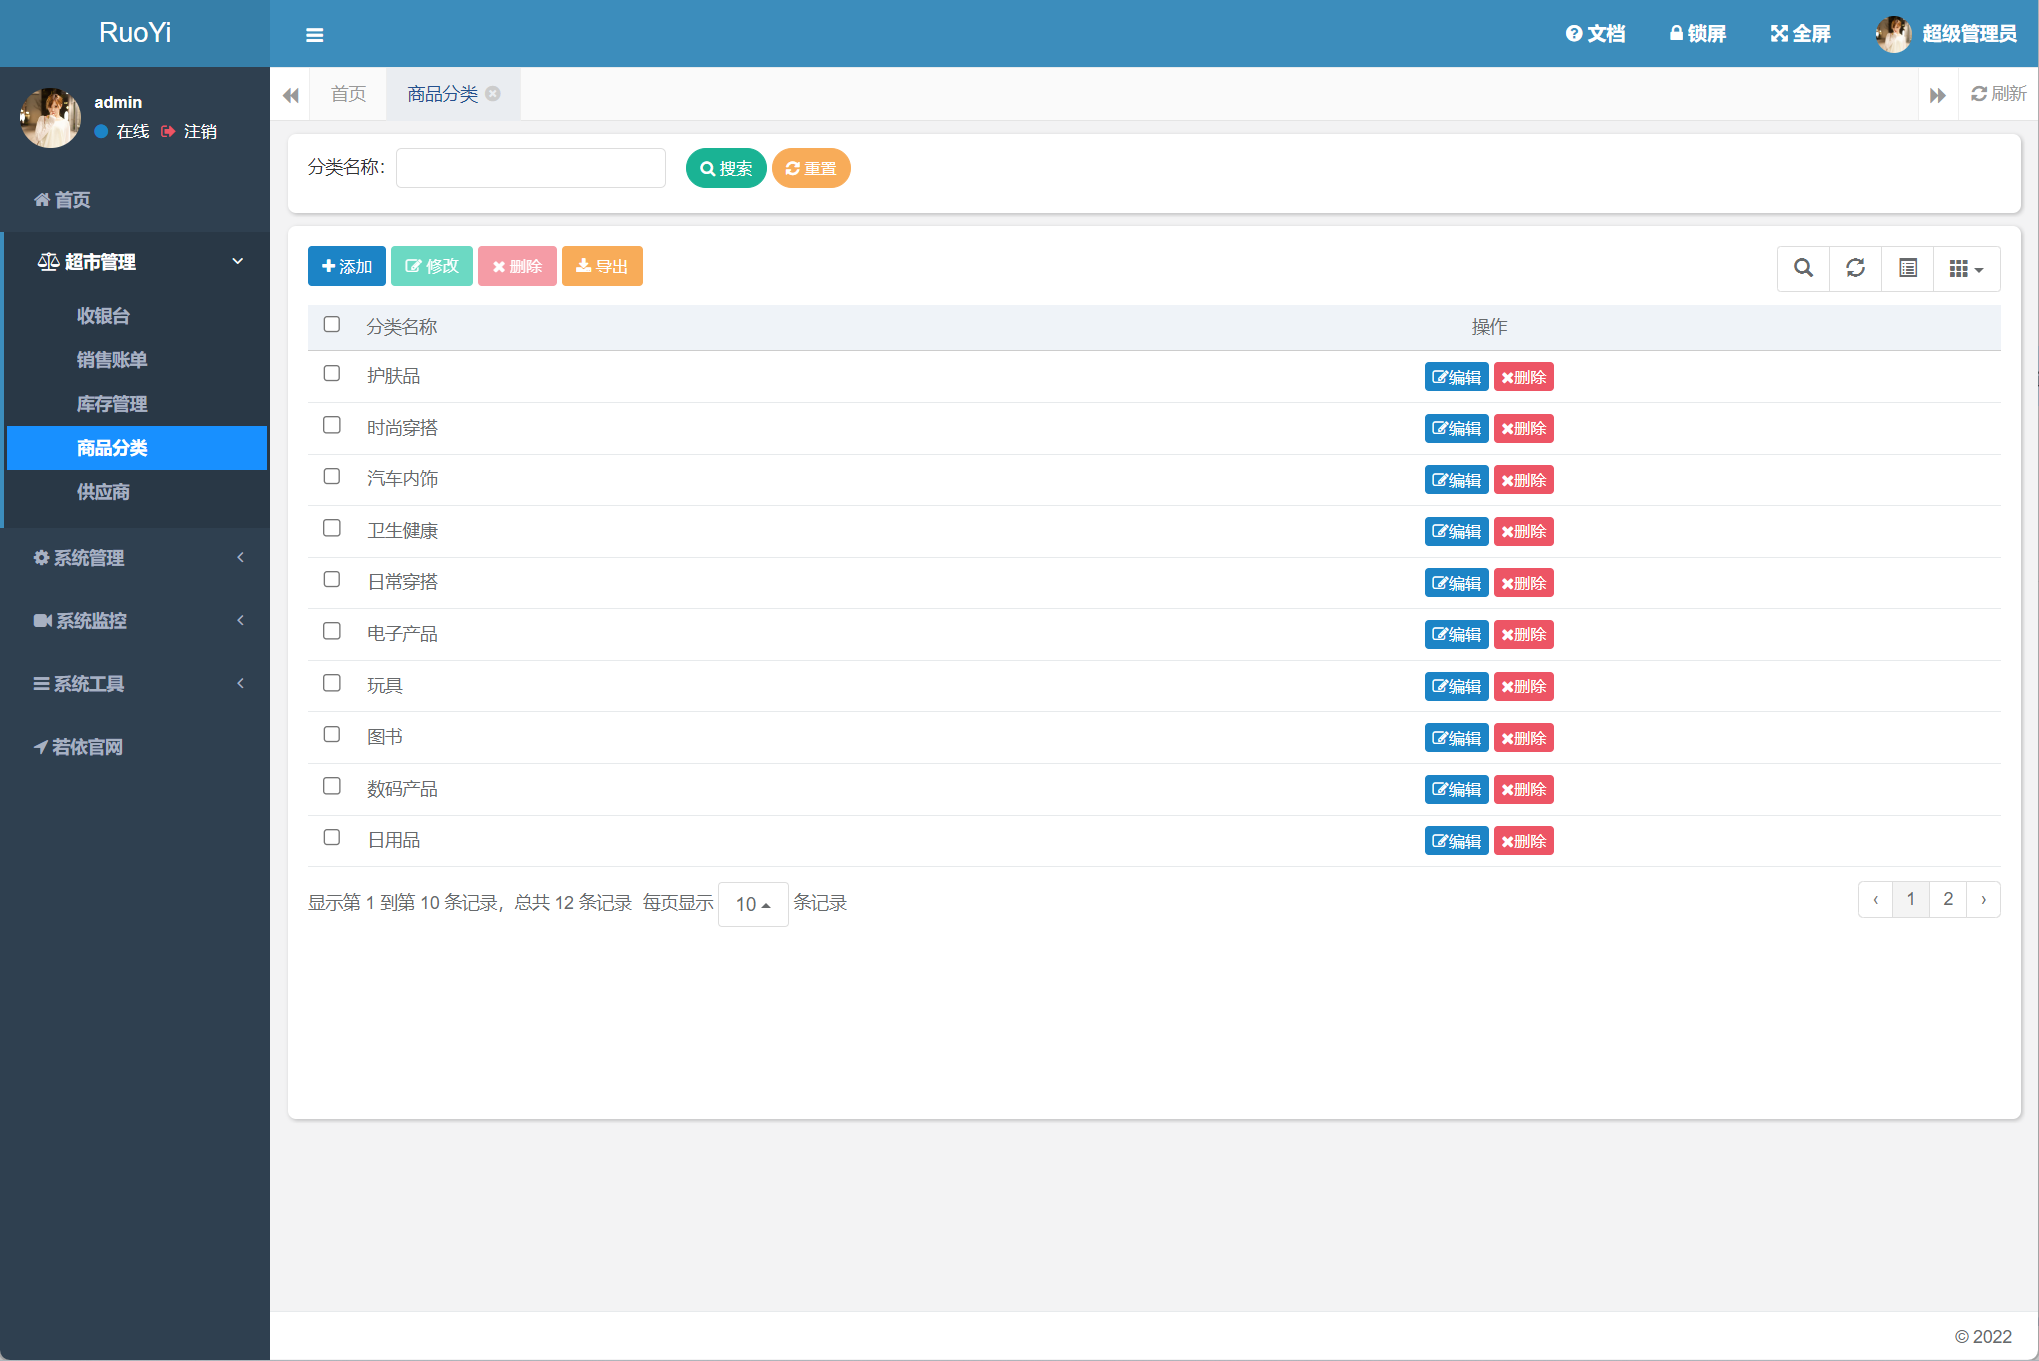 RuoYi
文档 锁屏 全屏 超级管理员
admin
在线 注销
首页
超市管理
收银台
销售账单
库存管理
商品分类
供应商
系统管理
系统监控
系统工具
若依官网
首页 商品分类 刷新
分类名称: 搜索 重置
添加 修改 删除 导出
分类名称 操作
护肤品 编辑 删除
时尚穿搭 编辑 删除
汽车内饰 编辑 删除
卫生健康 编辑 删除
日常穿搭 编辑 删除
电子产品 编辑 删除
玩具 编辑 删除
图书 编辑 删除
数码产品 编辑 删除
日用品 编辑 删除
显示第 1 到第 10 条记录，总共 12 条记录 每页显示 10 条记录 ‹ 1 2 ›
© 2022